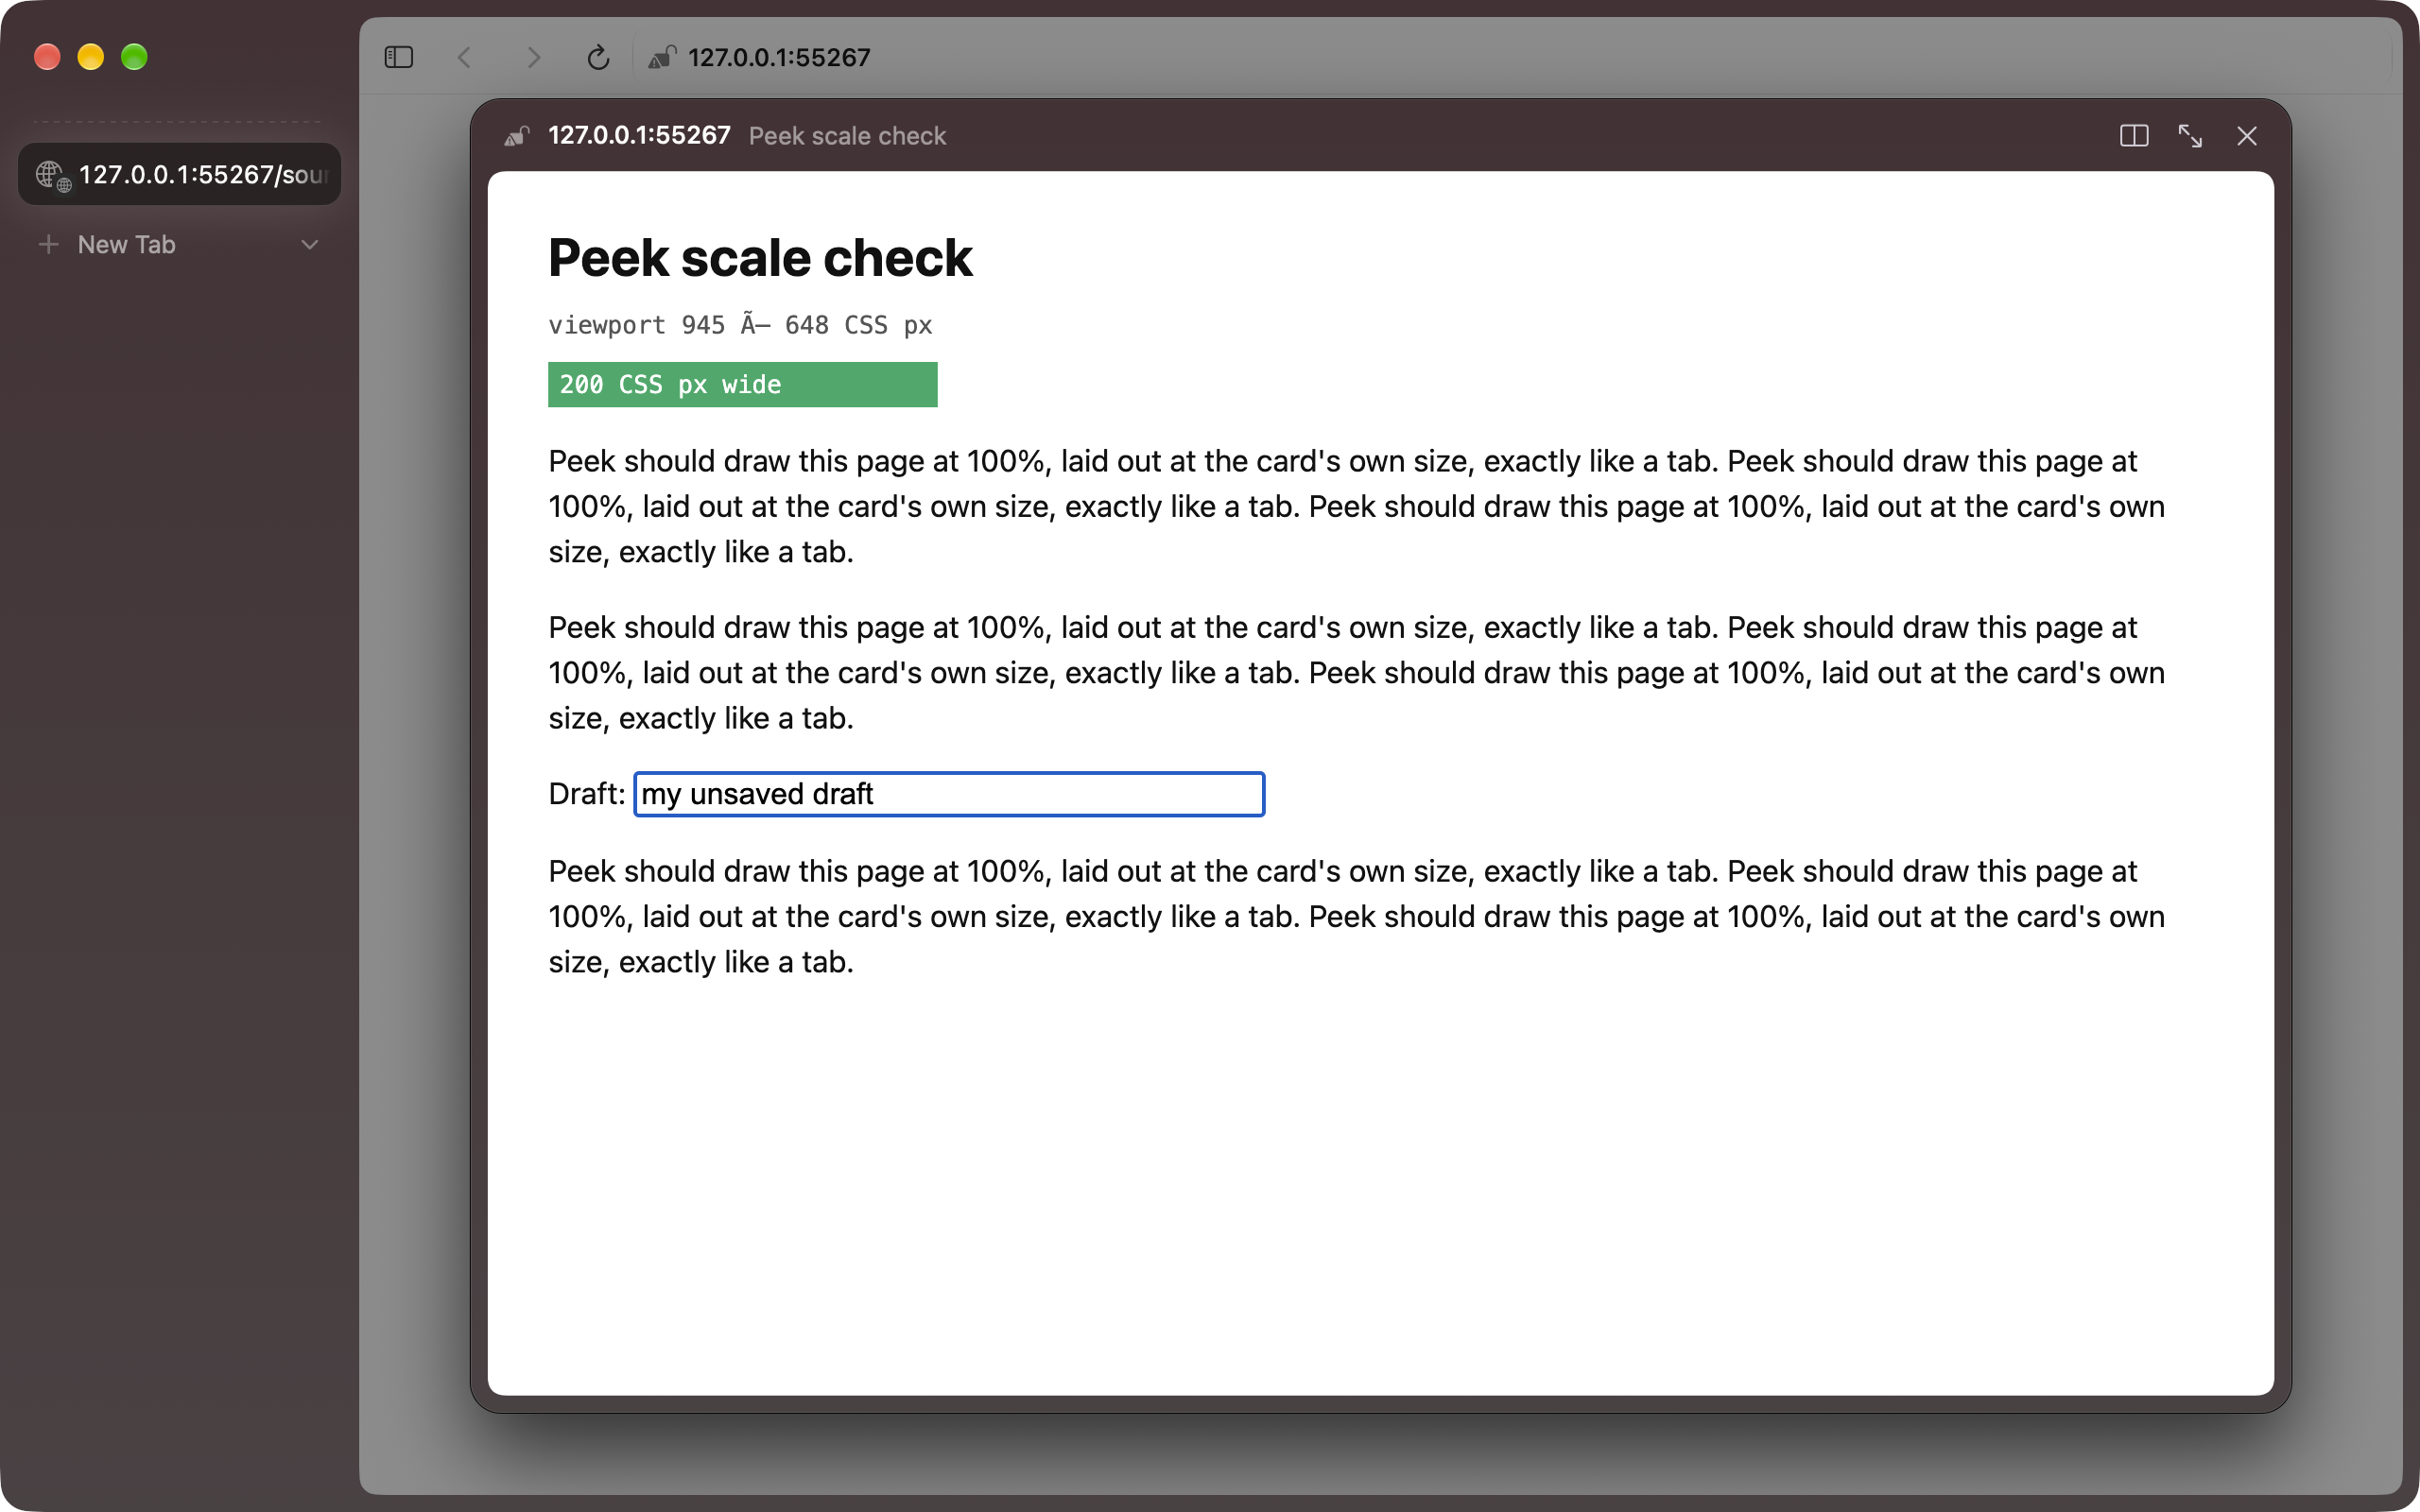 127.0.0.1:55267
127.0.0.1:55267/sour
New Tab
127.0.0.1:55267 Peek scale check
Peek scale check
viewport 945 Ã— 648 CSS px
200 CSS px wide
Peek should draw this page at 100%, laid out at the card's own size, exactly like a tab. Peek should draw this page at
100%, laid out at the card's own size, exactly like a tab. Peek should draw this page at 100%, laid out at the card's own
size, exactly like a tab.
Peek should draw this page at 100%, laid out at the card's own size, exactly like a tab. Peek should draw this page at
100%, laid out at the card's own size, exactly like a tab. Peek should draw this page at 100%, laid out at the card's own
size, exactly like a tab.
Draft: my unsaved draft
Peek should draw this page at 100%, laid out at the card's own size, exactly like a tab. Peek should draw this page at
100%, laid out at the card's own size, exactly like a tab. Peek should draw this page at 100%, laid out at the card's own
size, exactly like a tab.